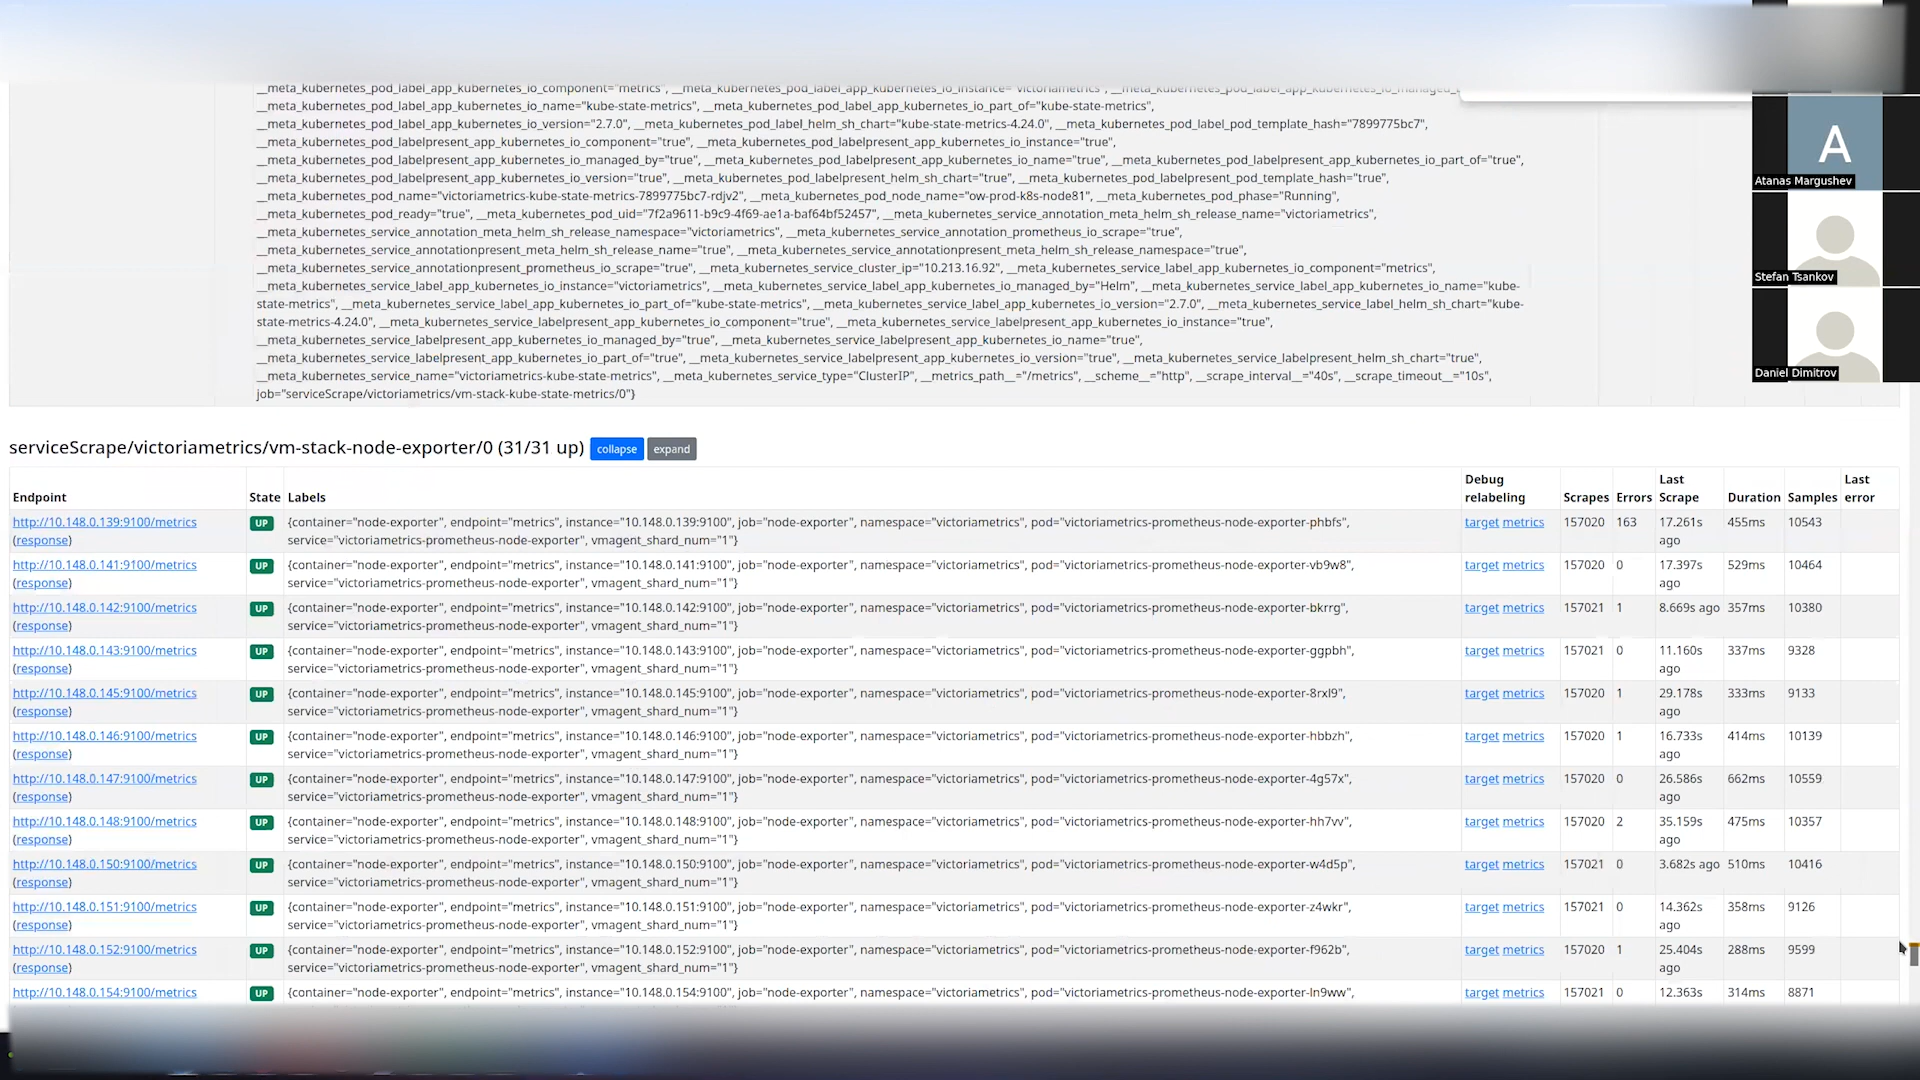 __meta_kubernetes_pod_label_app_kubernetes_io_component="metrics", __meta_kubernetes_pod_label_app_kubernetes_io_instance="victoriametrics", __meta_kubernetes_pod_label_app_kubernetes_io_managed_
__meta_kubernetes_pod_label_app_kubernetes_io_name="kube-state-metrics", __meta_kubernetes_pod_label_app_kubernetes_io_part_of="kube-state-metrics",
__meta_kubernetes_pod_label_app_kubernetes_io_version="2.7.0", __meta_kubernetes_pod_label_helm_sh_chart="kube-state-metrics-4.24.0", __meta_kubernetes_pod_label_pod_template_hash="7899775bc7",
__meta_kubernetes_pod_labelpresent_app_kubernetes_io_component="true", __meta_kubernetes_pod_labelpresent_app_kubernetes_io_instance="true",
__meta_kubernetes_pod_labelpresent_app_kubernetes_io_managed_by="true", __meta_kubernetes_pod_labelpresent_app_kubernetes_io_name="true", __meta_kubernetes_pod_labelpresent_app_kubernetes_io_part_of="true",
__meta_kubernetes_pod_labelpresent_app_kubernetes_io_version="true", __meta_kubernetes_pod_labelpresent_helm_sh_chart="true", __meta_kubernetes_pod_labelpresent_pod_template_hash="true",
__meta_kubernetes_pod_name="victoriametrics-kube-state-metrics-7899775bc7-rdjv2", __meta_kubernetes_pod_node_name="ow-prod-k8s-node81", __meta_kubernetes_pod_phase="Running",
__meta_kubernetes_pod_ready="true", __meta_kubernetes_pod_uid="7f2a9611-b9c9-4f69-ae1a-baf64bf52457", __meta_kubernetes_service_annotation_meta_helm_sh_release_name="victoriametrics",
__meta_kubernetes_service_annotation_meta_helm_sh_release_namespace="victoriametrics", __meta_kubernetes_service_annotation_prometheus_io_scrape="true",
__meta_kubernetes_service_annotationpresent_meta_helm_sh_release_name="true", __meta_kubernetes_service_annotationpresent_meta_helm_sh_release_namespace="true",
__meta_kubernetes_service_annotationpresent_prometheus_io_scrape="true", __meta_kubernetes_service_cluster_ip="10.213.16.92", __meta_kubernetes_service_label_app_kubernetes_io_component="metrics",
__meta_kubernetes_service_label_app_kubernetes_io_instance="victoriametrics", __meta_kubernetes_service_label_app_kubernetes_io_managed_by="Helm", __meta_kubernetes_service_label_app_kubernetes_io_name="kube-
state-metrics", __meta_kubernetes_service_label_app_kubernetes_io_part_of="kube-state-metrics", __meta_kubernetes_service_label_app_kubernetes_io_version="2.7.0", __meta_kubernetes_service_label_helm_sh_chart="kube-
state-metrics-4.24.0", __meta_kubernetes_service_labelpresent_app_kubernetes_io_component="true", __meta_kubernetes_service_labelpresent_app_kubernetes_io_instance="true",
__meta_kubernetes_service_labelpresent_app_kubernetes_io_managed_by="true", __meta_kubernetes_service_labelpresent_app_kubernetes_io_name="true",
__meta_kubernetes_service_labelpresent_app_kubernetes_io_part_of="true", __meta_kubernetes_service_labelpresent_app_kubernetes_io_version="true", __meta_kubernetes_service_labelpresent_helm_sh_chart="true",
__meta_kubernetes_service_name="victoriametrics-kube-state-metrics", __meta_kubernetes_service_type="ClusterIP", __metrics_path__="/metrics", __scheme__="http", __scrape_interval__="40s", __scrape_timeout__="10s",
job="serviceScrape/victoriametrics/vm-stack-kube-state-metrics/0"}
A
Atanas Margushev
Stefan Tsankov
Daniel Dimitrov
serviceScrape/victoriametrics/vm-stack-node-exporter/0 (31/31 up) collapse expand
Endpoint State Labels Debug relabeling Scrapes Errors Last Scrape Duration Samples Last error
http://10.148.0.139:9100/metrics UP {container="node-exporter", endpoint="metrics", instance="10.148.0.139:9100", job="node-exporter", namespace="victoriametrics", pod="victoriametrics-prometheus-node-exporter-phbfs", target metrics 157020 163 17.261s 455ms 10543
(response) service="victoriametrics-prometheus-node-exporter", vmagent_shard_num="1"} ago
http://10.148.0.141:9100/metrics UP {container="node-exporter", endpoint="metrics", instance="10.148.0.141:9100", job="node-exporter", namespace="victoriametrics", pod="victoriametrics-prometheus-node-exporter-vb9w8", target metrics 157020 0 17.397s 529ms 10464
(response) service="victoriametrics-prometheus-node-exporter", vmagent_shard_num="1"} ago
http://10.148.0.142:9100/metrics UP {container="node-exporter", endpoint="metrics", instance="10.148.0.142:9100", job="node-exporter", namespace="victoriametrics", pod="victoriametrics-prometheus-node-exporter-bkrrg", target metrics 157021 1 8.669s ago 357ms 10380
(response) service="victoriametrics-prometheus-node-exporter", vmagent_shard_num="1"}
http://10.148.0.143:9100/metrics UP {container="node-exporter", endpoint="metrics", instance="10.148.0.143:9100", job="node-exporter", namespace="victoriametrics", pod="victoriametrics-prometheus-node-exporter-ggpbh", target metrics 157021 0 11.160s 337ms 9328
(response) service="victoriametrics-prometheus-node-exporter", vmagent_shard_num="1"} ago
http://10.148.0.145:9100/metrics UP {container="node-exporter", endpoint="metrics", instance="10.148.0.145:9100", job="node-exporter", namespace="victoriametrics", pod="victoriametrics-prometheus-node-exporter-8rxl9", target metrics 157020 1 29.178s 333ms 9133
(response) service="victoriametrics-prometheus-node-exporter", vmagent_shard_num="1"} ago
http://10.148.0.146:9100/metrics UP {container="node-exporter", endpoint="metrics", instance="10.148.0.146:9100", job="node-exporter", namespace="victoriametrics", pod="victoriametrics-prometheus-node-exporter-hbbzh", target metrics 157020 1 16.733s 414ms 10139
(response) service="victoriametrics-prometheus-node-exporter", vmagent_shard_num="1"} ago
http://10.148.0.147:9100/metrics UP {container="node-exporter", endpoint="metrics", instance="10.148.0.147:9100", job="node-exporter", namespace="victoriametrics", pod="victoriametrics-prometheus-node-exporter-4g57x", target metrics 157020 0 26.586s 662ms 10559
(response) service="victoriametrics-prometheus-node-exporter", vmagent_shard_num="1"} ago
http://10.148.0.148:9100/metrics UP {container="node-exporter", endpoint="metrics", instance="10.148.0.148:9100", job="node-exporter", namespace="victoriametrics", pod="victoriametrics-prometheus-node-exporter-hh7vv", target metrics 157020 2 35.159s 475ms 10357
(response) service="victoriametrics-prometheus-node-exporter", vmagent_shard_num="1"} ago
http://10.148.0.150:9100/metrics UP {container="node-exporter", endpoint="metrics", instance="10.148.0.150:9100", job="node-exporter", namespace="victoriametrics", pod="victoriametrics-prometheus-node-exporter-w4d5p", target metrics 157021 0 3.682s ago 510ms 10416
(response) service="victoriametrics-prometheus-node-exporter", vmagent_shard_num="1"}
http://10.148.0.151:9100/metrics UP {container="node-exporter", endpoint="metrics", instance="10.148.0.151:9100", job="node-exporter", namespace="victoriametrics", pod="victoriametrics-prometheus-node-exporter-z4wkr", target metrics 157021 0 14.362s 358ms 9126
(response) service="victoriametrics-prometheus-node-exporter", vmagent_shard_num="1"} ago
http://10.148.0.152:9100/metrics UP {container="node-exporter", endpoint="metrics", instance="10.148.0.152:9100", job="node-exporter", namespace="victoriametrics", pod="victoriametrics-prometheus-node-exporter-f962b", target metrics 157020 1 25.404s 288ms 9599
(response) service="victoriametrics-prometheus-node-exporter", vmagent_shard_num="1"} ago
http://10.148.0.154:9100/metrics UP {container="node-exporter", endpoint="metrics", instance="10.148.0.154:9100", job="node-exporter", namespace="victoriametrics", pod="victoriametrics-prometheus-node-exporter-ln9ww", target metrics 157021 0 12.363s 314ms 8871